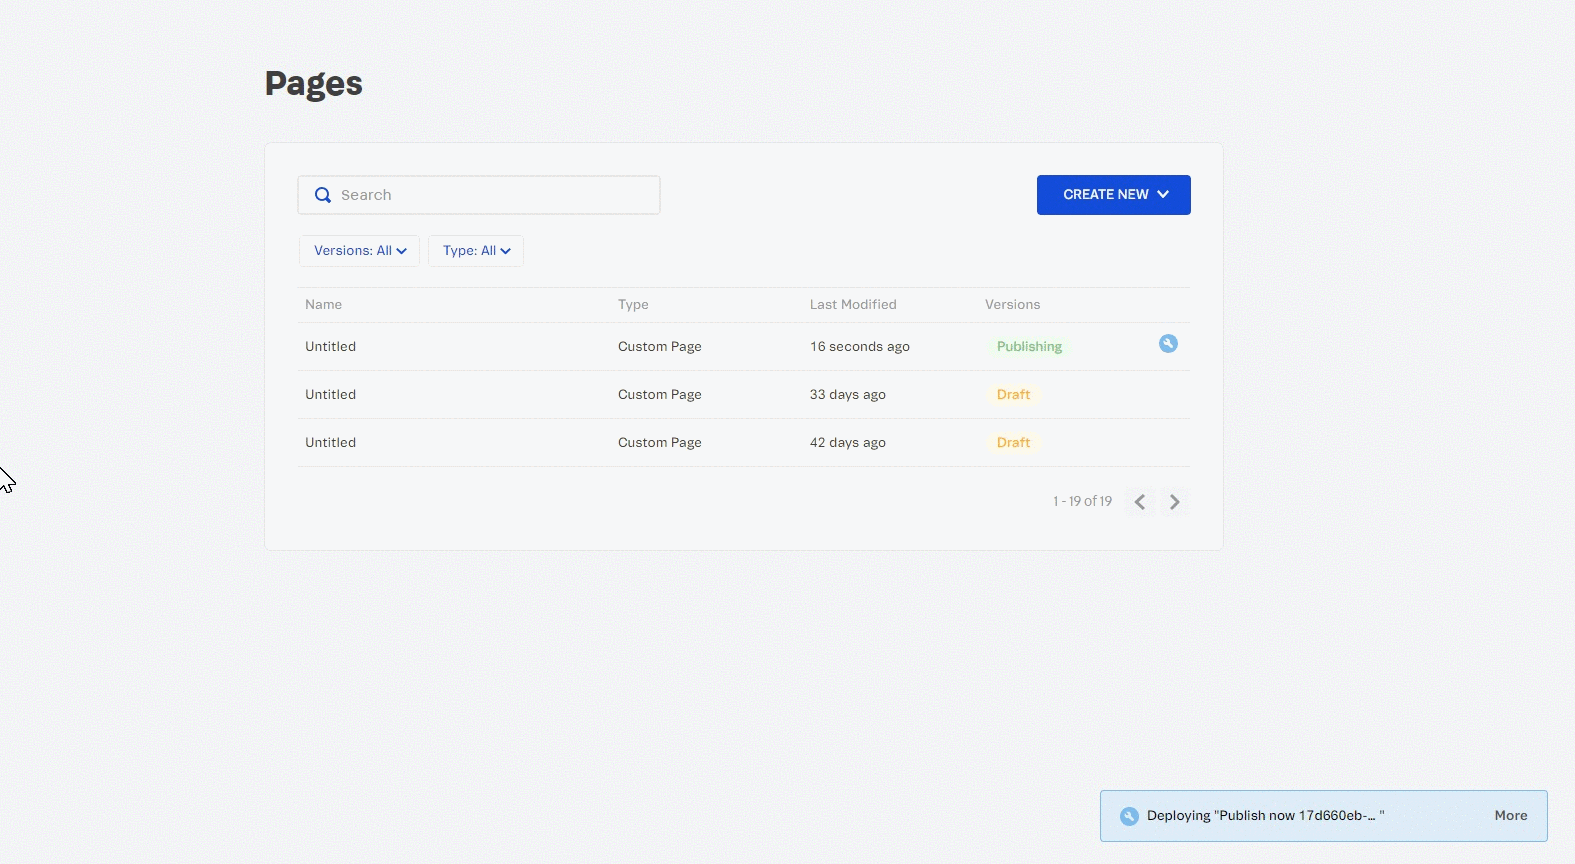 Pages
Search
CREATE NEW
Versions: All Type: All
Name Type Last Modified Versions
Untitled Custom Page 16 seconds ago Publishing
Untitled Custom Page 33 days ago Draft
Untitled Custom Page 42 days ago Draft
1 - 19 of 19
Deploying "Publish now 17d660eb-... " More